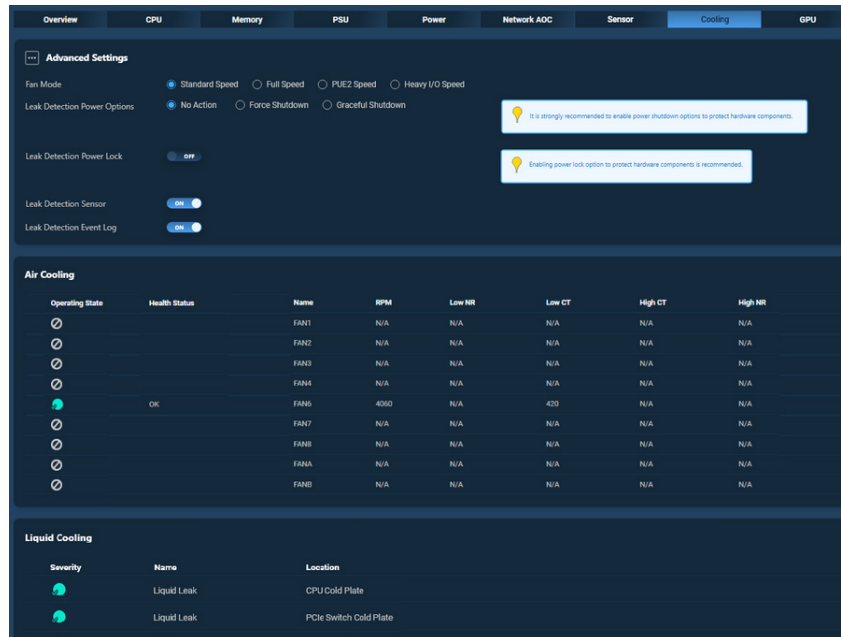 Overview CPU Memory PSU Power Network AOC Sensor Cooling GPU
Advanced Settings
Fan Mode Standard Speed Full Speed PUE2 Speed Heavy I/O Speed
Leak Detection Power Options No Action Force Shutdown Graceful Shutdown
It is strongly recommended to enable power shutdown options to protect hardware components.
Leak Detection Power Lock OFF
Enabling power lock option to protect hardware components is recommended.
Leak Detection Sensor ON
Leak Detection Event Log ON
Air Cooling
Operating State Health Status Name RPM Low NR Low CT High CT High NR
FAN1 N/A N/A N/A N/A N/A
FAN2 N/A N/A N/A N/A N/A
FAN3 N/A N/A N/A N/A N/A
FAN4 N/A N/A N/A N/A N/A
OK FAN6 4060 N/A 420 N/A N/A
FAN7 N/A N/A N/A N/A N/A
FAN8 N/A N/A N/A N/A N/A
FANA N/A N/A N/A N/A N/A
FANB N/A N/A N/A N/A N/A
Liquid Cooling
Severity Name Location
Liquid Leak CPU Cold Plate
Liquid Leak PCIe Switch Cold Plate